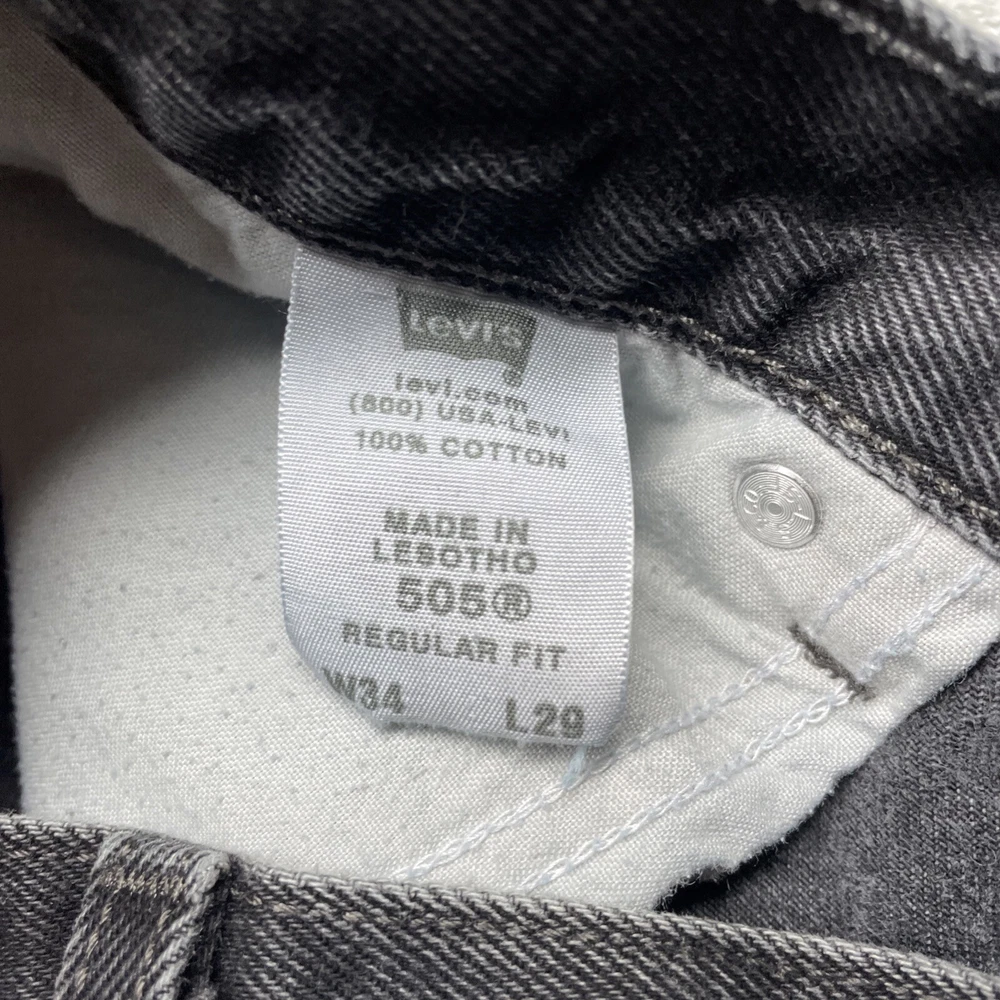 Levi's
®
levi.com
(800) USA-LEVI
100% COTTON
MADE IN
LESOTHO
505®
REGULAR FIT
W34 L29